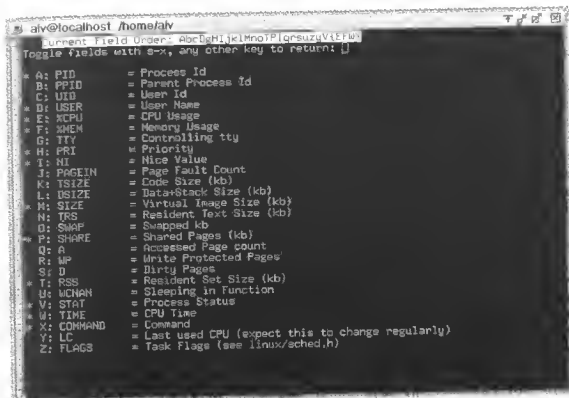 alv@localhost /home/alv
Current Field Order:
Toggle fields with a-x, any other key to return:
* A: PID = Process Id
B: PPID = Parent Process Id
C: UID = User Id
* D: USER = User Name
* E: %CPU = CPU Usage
* F: %MEM = Memory Usage
G: TTY = Controlling tty
* H: PRI = Priority
* I: NI = Nice Value
J: PAGEIN = Page Fault Count
K: TSIZE = Code Size (kb)
L: DSIZE = Data+Stack Size (kb)
* M: SIZE = Virtual Image Size (kb)
N: TRS = Resident Text Size (kb)
O: SWAP = Swapped kb
* P: SHARE = Shared Pages (kb)
Q: A = Accessed Page count
R: WP = Write Protected Pages
S: D = Dirty Pages
* T: RSS = Resident Set Size (kb)
U: WCHAN = Sleeping in Function
* V: STAT = Process Status
* W: TIME = CPU Time
* X: COMMAND = Command
Y: LC = Last used CPU (expect this to change regularly)
Z: FLAGS = Task Flags (see linux/sched.h)